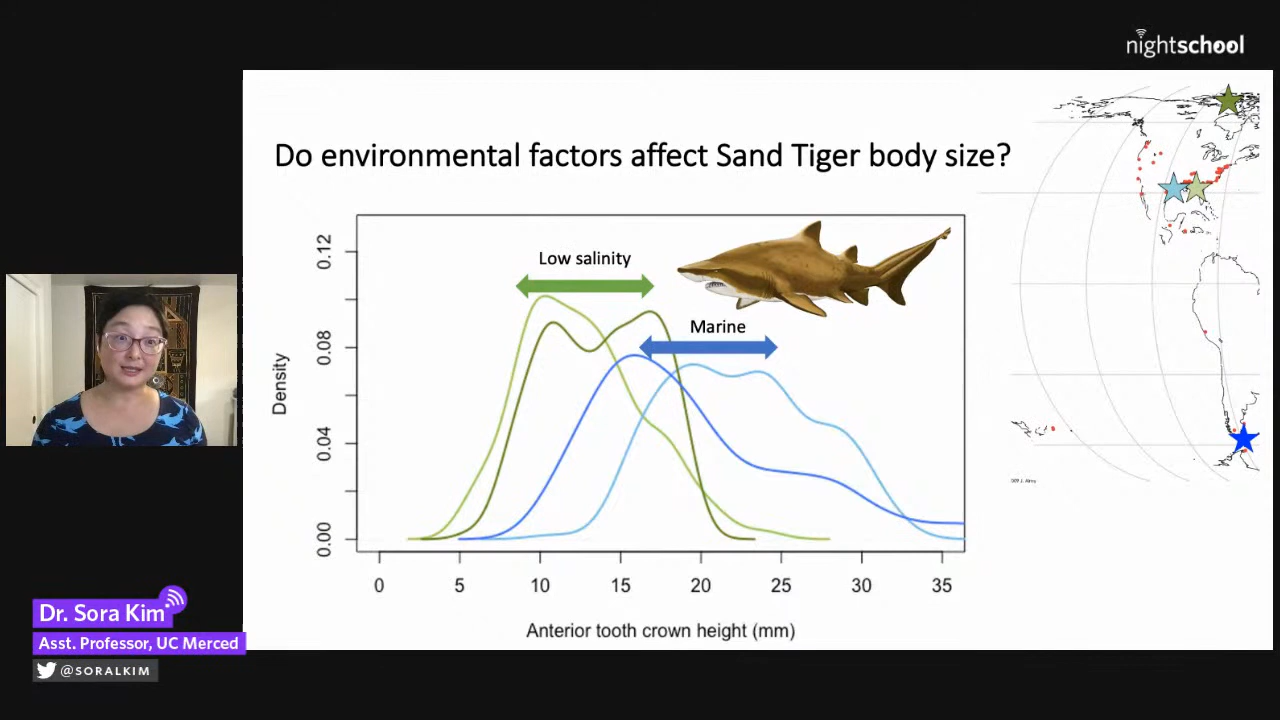 nightschool
Do environmental factors affect Sand Tiger body size?
Low salinity
Marine
Density
0.12
0.08
0.04
0.00
0 5 10 15 20 25 30 35
Anterior tooth crown height (mm)
Dr. Sora Kim
Asst. Professor, UC Merced
@SORALKIM